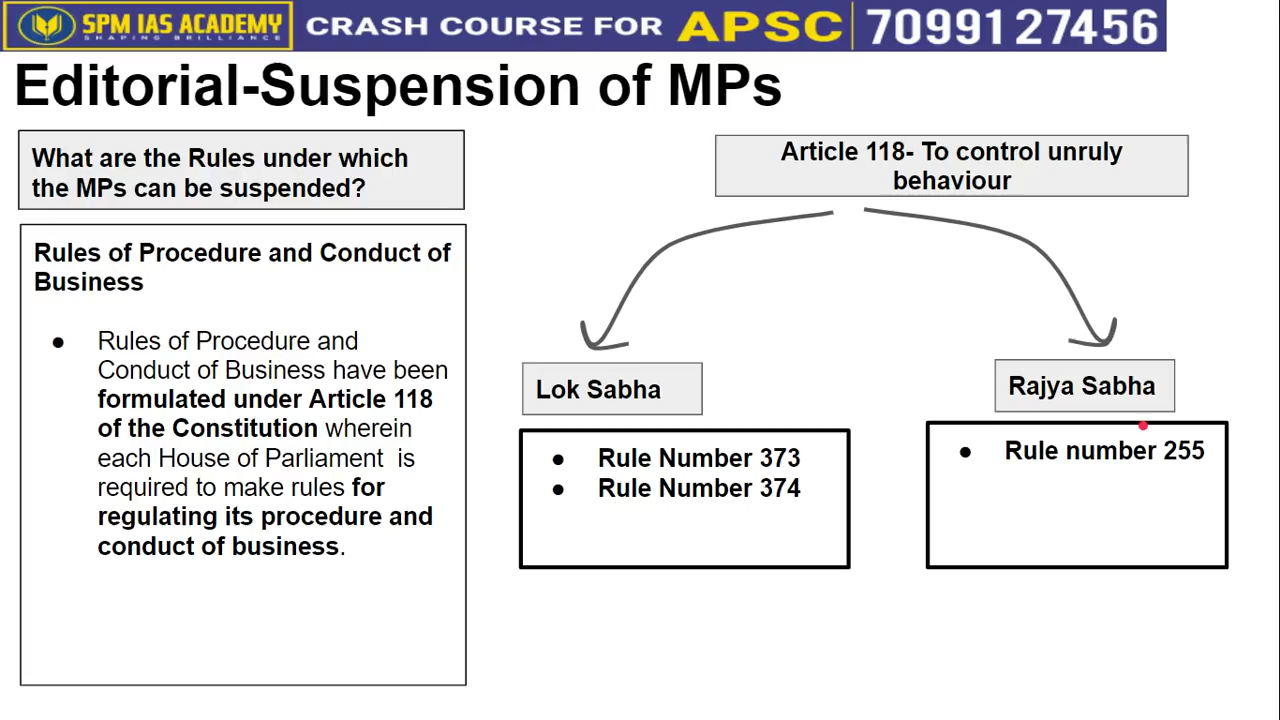 SPM IAS ACADEMY
SHAPING BRILLIANCE
CRASH COURSE FOR APSC 70991 27456
Editorial-Suspension of MPs
What are the Rules under which
the MPs can be suspended?
Rules of Procedure and Conduct of
Business
● Rules of Procedure and
Conduct of Business have been
formulated under Article 118
of the Constitution wherein
each House of Parliament is
required to make rules for
regulating its procedure and
conduct of business.
Article 118- To control unruly
behaviour
Lok Sabha
● Rule Number 373
● Rule Number 374
Rajya Sabha
● Rule number 255